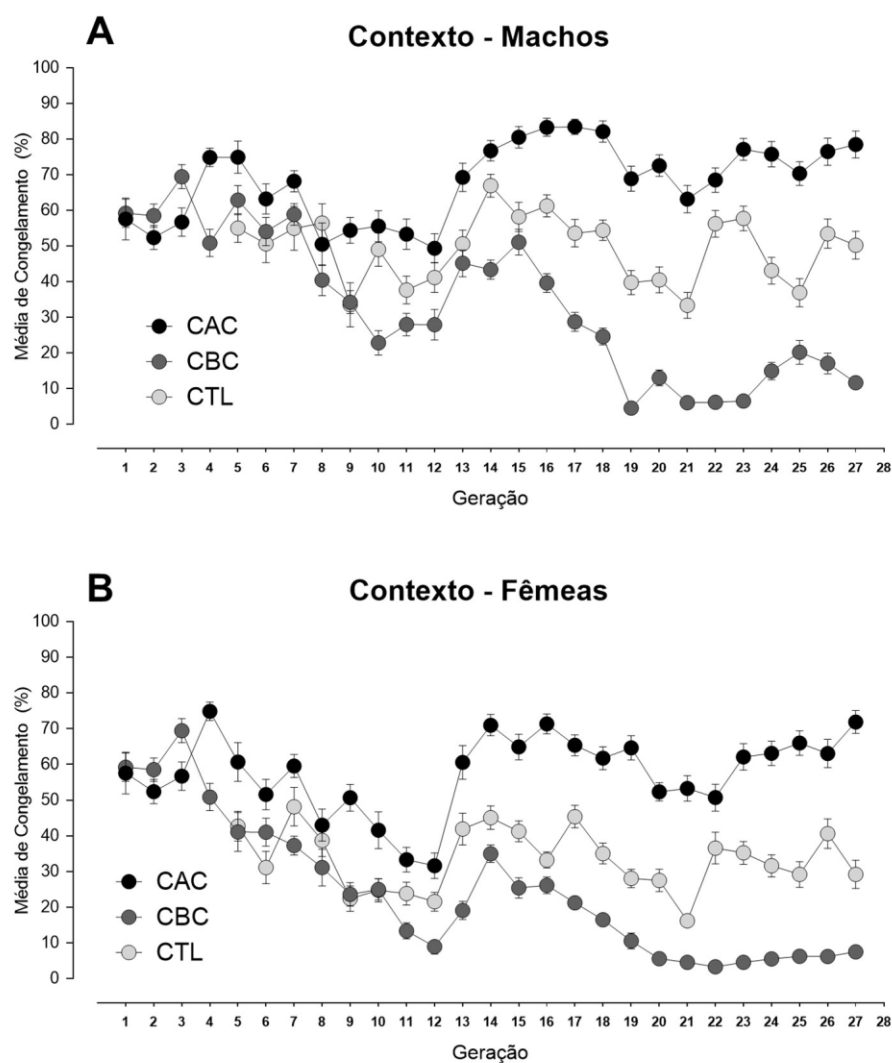 A
Contexto - Machos
100
90
80
70
60
50
40
30
20
10
0
Média de Congelamento (%)
CAC
CBC
CTL
1 2 3 4 5 6 7 8 9 10 11 12 13 14 15 16 17 18 19 20 21 22 23 24 25 26 27 28
Geração
B
Contexto - Fêmeas
100
90
80
70
60
50
40
30
20
10
0
Média de Congelamento (%)
CAC
CBC
CTL
1 2 3 4 5 6 7 8 9 10 11 12 13 14 15 16 17 18 19 20 21 22 23 24 25 26 27 28
Geração